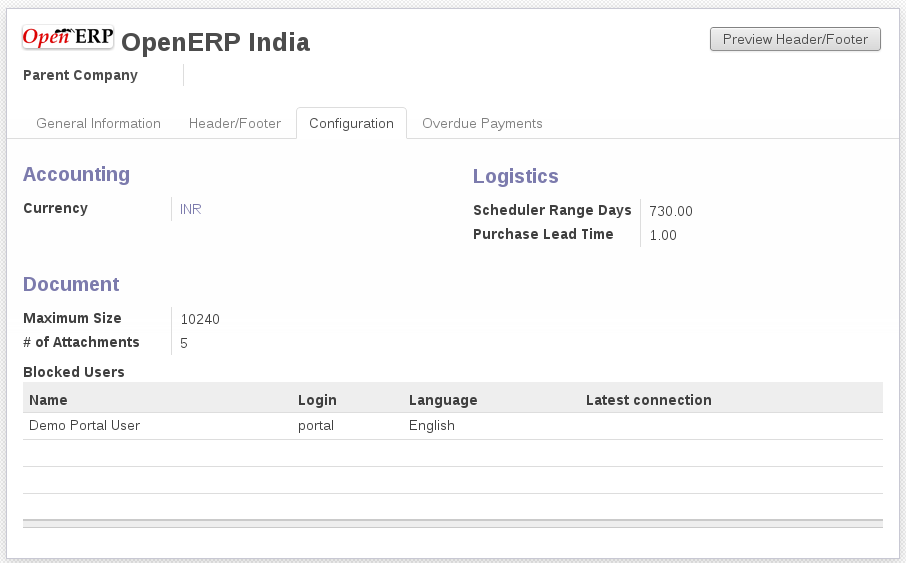 OpenERP OpenERP India
Preview Header/Footer
Parent Company
General Information Header/Footer Configuration Overdue Payments
Accounting
Currency INR
Logistics
Scheduler Range Days 730.00
Purchase Lead Time 1.00
Document
Maximum Size 10240
# of Attachments 5
Blocked Users
Name Login Language Latest connection
Demo Portal User portal English